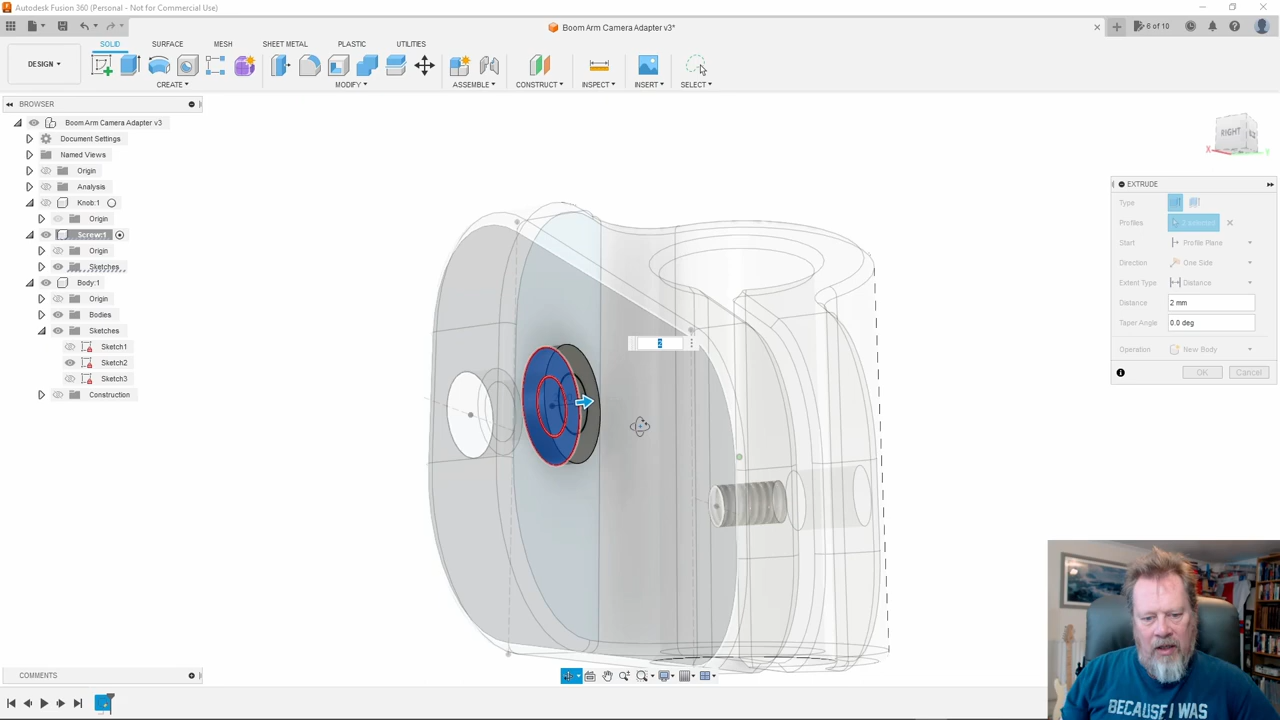 Autodesk Fusion 360 (Personal - Not for Commercial Use)
Boom Arm Camera Adapter v3*
6 of 10
SOLID SURFACE MESH SHEET METAL PLASTIC UTILITIES
DESIGN
CREATE MODIFY ASSEMBLE CONSTRUCT INSPECT INSERT SELECT
BROWSER
Boom Arm Camera Adapter v3
Document Settings
Named Views
Origin
Analysis
Knob:1
Origin
Screw:1
Origin
Sketches
Body:1
Origin
Bodies
Sketches
Sketch1
Sketch2
Sketch3
Construction
RIGHT
X
Y
EXTRUDE
Type
Profiles 2 selected
Start Profile Plane
Direction One Side
Extent Type Distance
Distance 2 mm
Taper Angle 0.0 deg
Operation New Body
OK Cancel
2
COMMENTS
BECAUSE I WAS